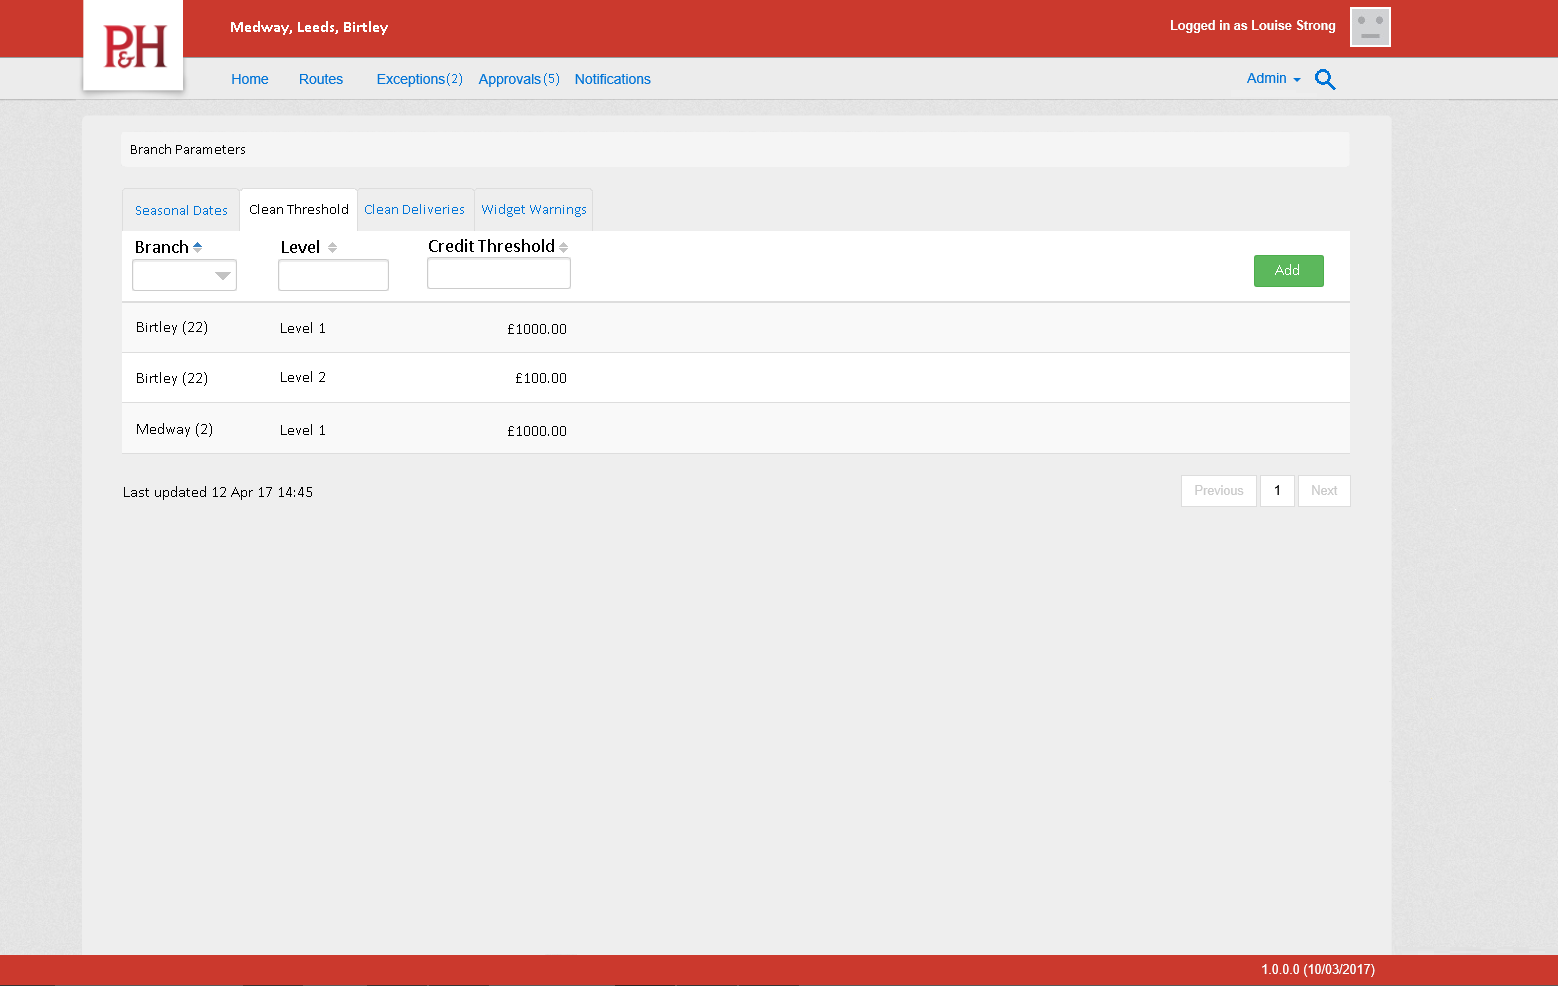 P&H
Medway, Leeds, Birtley
Logged in as Louise Strong
Home Routes Exceptions(2) Approvals(5) Notifications Admin
Branch Parameters
Seasonal Dates Clean Threshold Clean Deliveries Widget Warnings
Branch Level Credit Threshold
Add
Birtley (22) Level 1 £1000.00
Birtley (22) Level 2 £100.00
Medway (2) Level 1 £1000.00
Last updated 12 Apr 17 14:45 Previous 1 Next
1.0.0.0 (10/03/2017)